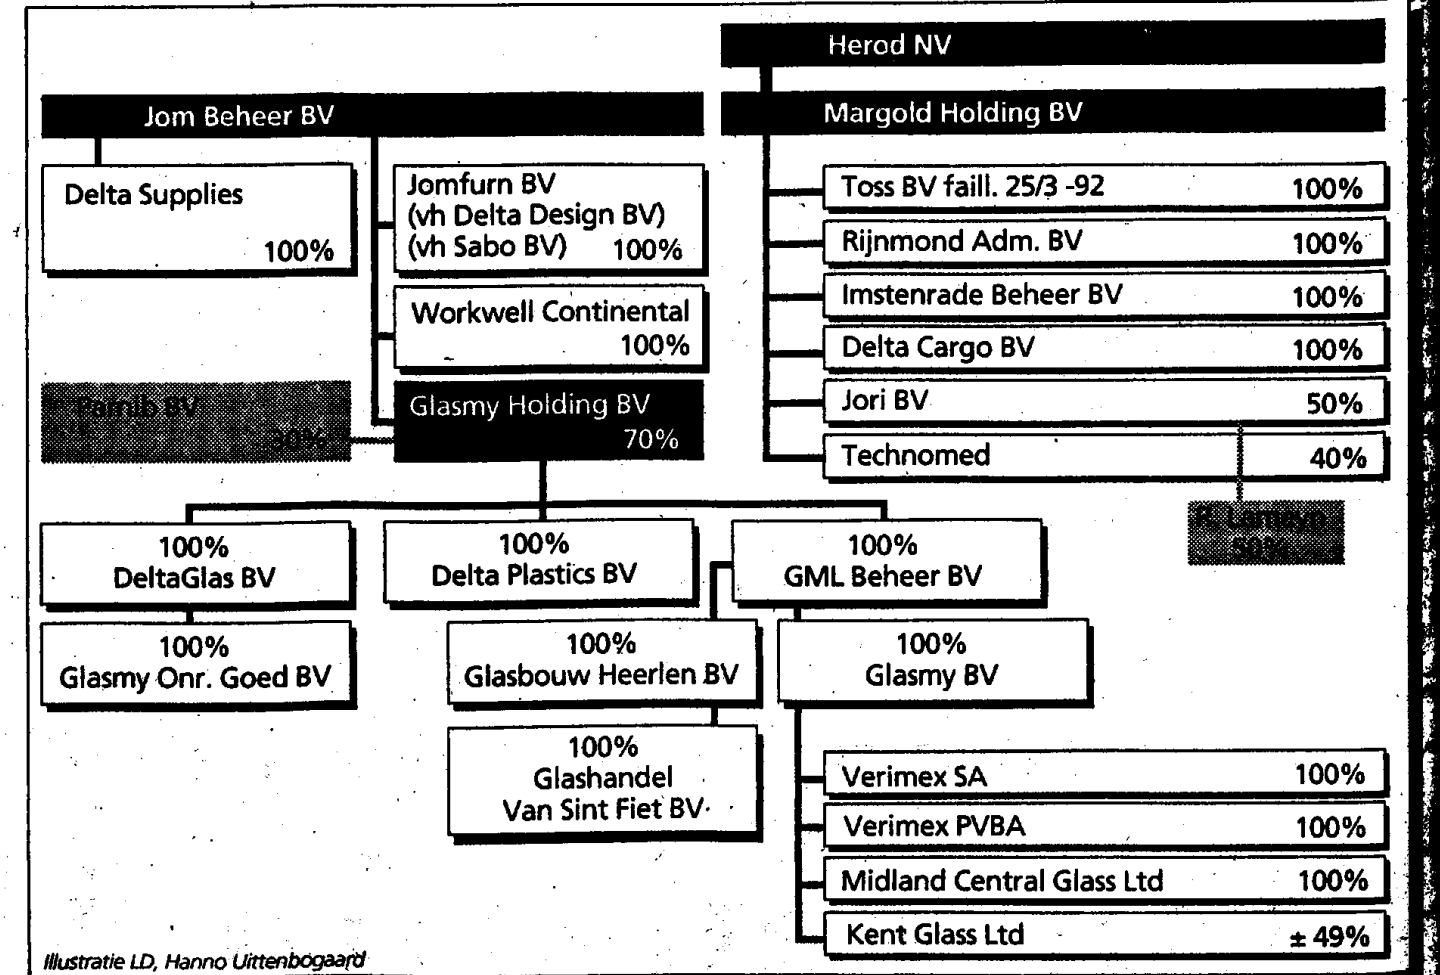 Herod NV
Jom Beheer BV
Margold Holding BV
Delta Supplies
100%
Jomfurn BV
(vh Delta Design BV)
(vh Sabo BV) 100%
Workwell Continental
100%
Pamib BV
30%
Glasmy Holding BV
70%
Toss BV faill. 25/3 -92 100%
Rijnmond Adm. BV 100%
Imstenrade Beheer BV 100%
Delta Cargo BV 100%
Jori BV 50%
Technomed 40%
50%
100%
DeltaGlas BV
100%
Delta Plastics BV
100%
GML Beheer BV
100%
Glasmy Onr. Goed BV
100%
Glasbouw Heerlen BV
100%
Glasmy BV
100%
Glashandel
Van Sint Fiet BV
Verimex SA 100%
Verimex PVBA 100%
Midland Central Glass Ltd 100%
Kent Glass Ltd ± 49%
Illustratie LD, Hanno Uittenbogaard